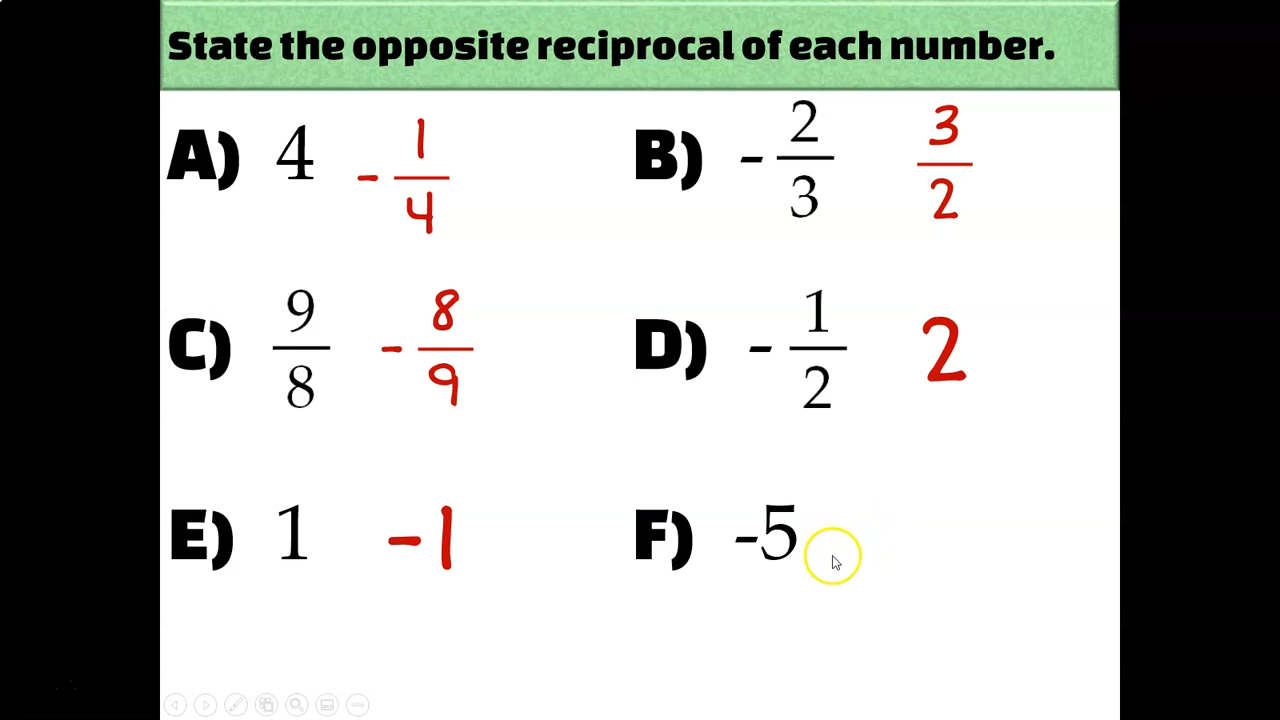 State the opposite reciprocal of each number.
A) 4 - 1/4
B) - 2/3 3/2
C) 9/8 - 8/9
D) - 1/2 2
E) 1 -1
F) -5